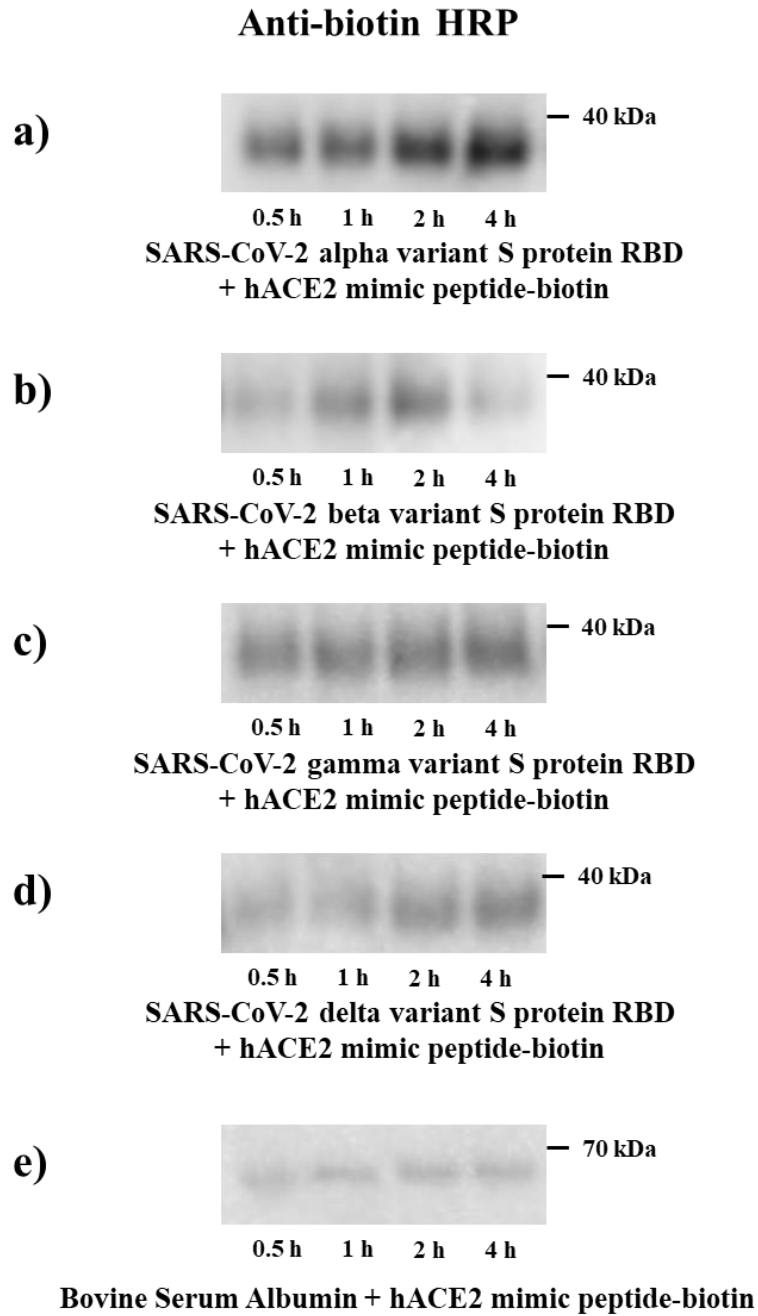 Anti-biotin HRP
a)
40 kDa
0.5 h 1 h 2 h 4 h
SARS-CoV-2 alpha variant S protein RBD
+ hACE2 mimic peptide-biotin
b)
40 kDa
0.5 h 1 h 2 h 4 h
SARS-CoV-2 beta variant S protein RBD
+ hACE2 mimic peptide-biotin
c)
40 kDa
0.5 h 1 h 2 h 4 h
SARS-CoV-2 gamma variant S protein RBD
+ hACE2 mimic peptide-biotin
d)
40 kDa
0.5 h 1 h 2 h 4 h
SARS-CoV-2 delta variant S protein RBD
+ hACE2 mimic peptide-biotin
e)
70 kDa
0.5 h 1 h 2 h 4 h
Bovine Serum Albumin + hACE2 mimic peptide-biotin